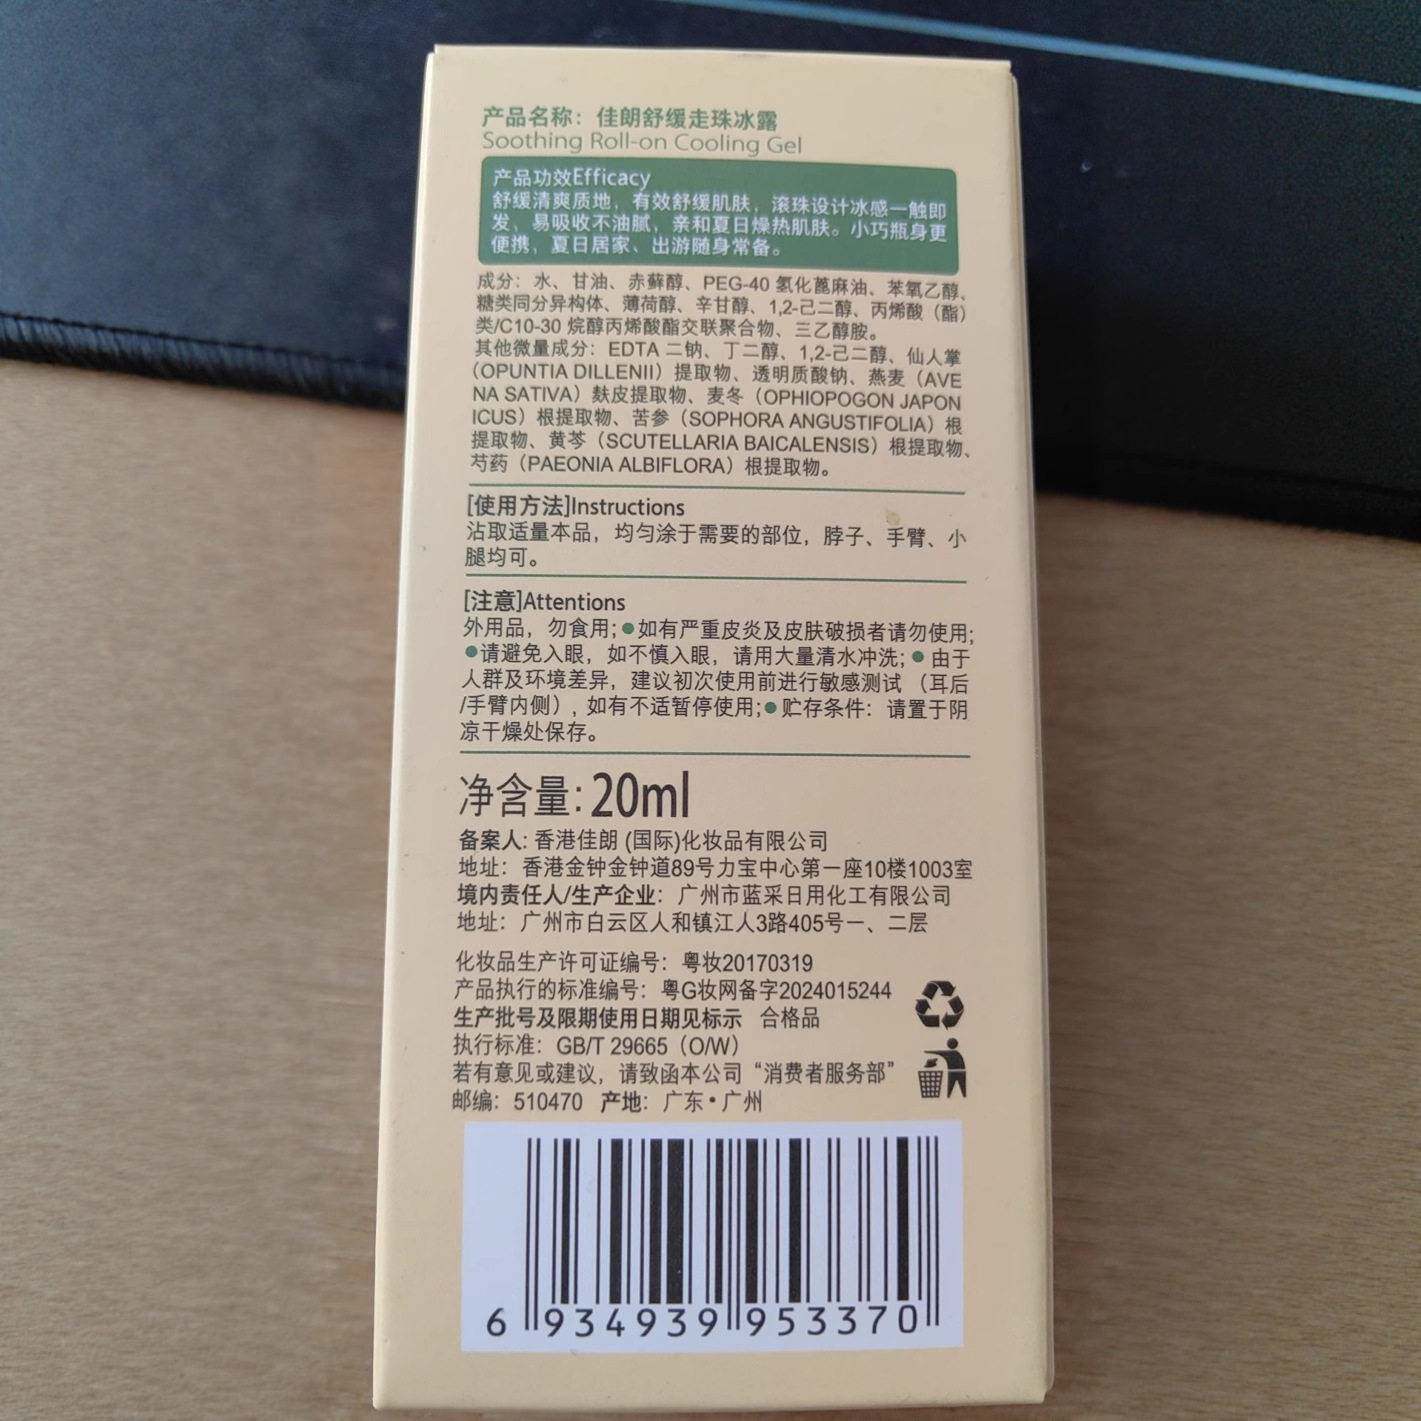 产品名称：佳朗舒缓走珠冰露
Soothing Roll-on Cooling Gel
产品功效Efficacy
舒缓清爽质地，有效舒缓肌肤，滚珠设计冰感一触即
发，易吸收不油腻，亲和夏日燥热肌肤。小巧瓶身更
便携，夏日居家、出游随身常备。
成分：水、甘油、赤藓醇、PEG-40 氢化蓖麻油、苯氧乙醇、
糖类同分异构体、薄荷醇、辛甘醇、1,2-己二醇、丙烯酸（酯）
类/C10-30 烷醇丙烯酸酯交联聚合物、三乙醇胺。
其他微量成分：EDTA 二钠、丁二醇、1,2-己二醇、仙人掌
（OPUNTIA DILLENII）提取物、透明质酸钠、燕麦（AVE
NA SATIVA）麸皮提取物、麦冬（OPHIOPOGON JAPON
ICUS）根提取物、苦参（SOPHORA ANGUSTIFOLIA）根
提取物、黄芩（SCUTELLARIA BAICALENSIS）根提取物、
芍药（PAEONIA ALBIFLORA）根提取物。
[使用方法]Instructions
沾取适量本品，均匀涂于需要的部位，脖子、手臂、小
腿均可。
[注意]Attentions
外用品，勿食用;●如有严重皮炎及皮肤破损者请勿使用;
●请避免入眼，如不慎入眼，请用大量清水冲洗;●由于
人群及环境差异，建议初次使用前进行敏感测试（耳后
/手臂内侧）, 如有不适暂停使用;●贮存条件：请置于阴
凉干燥处保存。
净含量：20ml
备案人: 香港佳朗 (国际)化妆品有限公司
地址：香港金钟金钟道89号力宝中心第一座10楼1003室
境内责任人/生产企业：广州市蓝采日用化工有限公司
地址：广州市白云区人和镇江人3路405号一、二层
化妆品生产许可证编号：粤妆20170319
产品执行的标准编号：粤G妆网备字2024015244
生产批号及限期使用日期见标示 合格品
执行标准：GB/T 29665（O/W）
若有意见或建议，请致函本公司“消费者服务部”
邮编：510470 产地：广东·广州
6 934939 953370